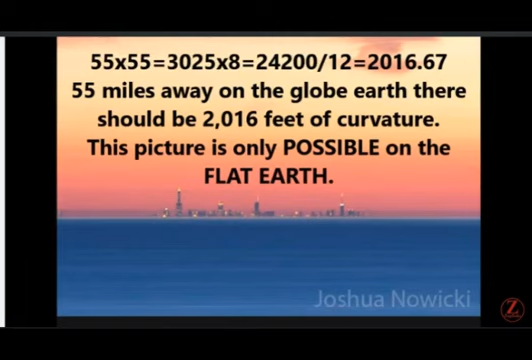 55x55=3025x8=24200/12=2016.67
55 miles away on the globe earth there
should be 2,016 feet of curvature.
This picture is only POSSIBLE on the
FLAT EARTH.
Joshua Nowicki
Z